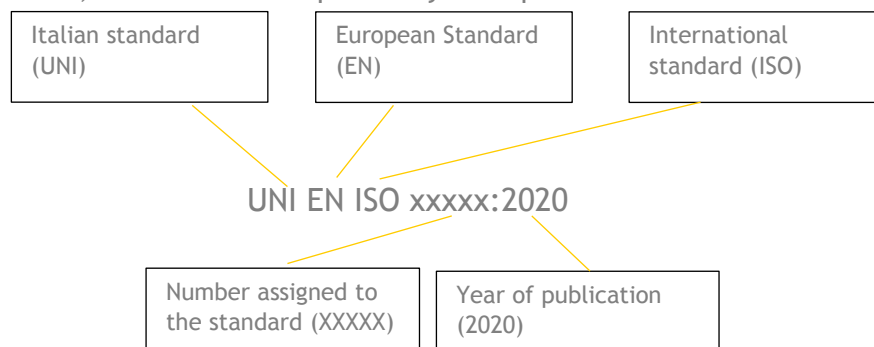 Italian standard
(UNI)
European Standard
(EN)
International
standard (ISO)
UNI EN ISO xxxxx:2020
Number assigned to
the standard (XXXXX)
Year of publication
(2020)